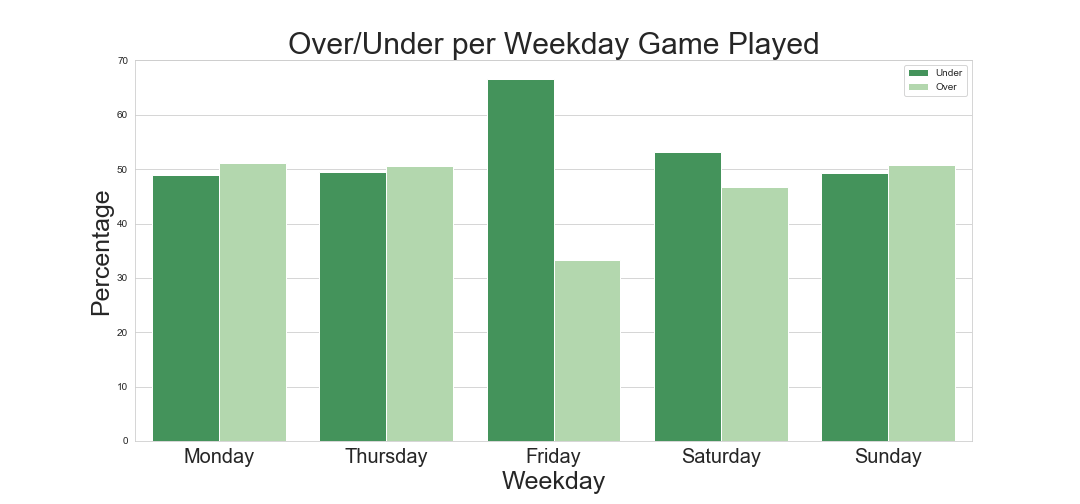 Over/Under per Weekday Game Played
Under
Over
70
60
50
40
30
20
10
0
Percentage
Monday Thursday Friday Saturday Sunday
Weekday